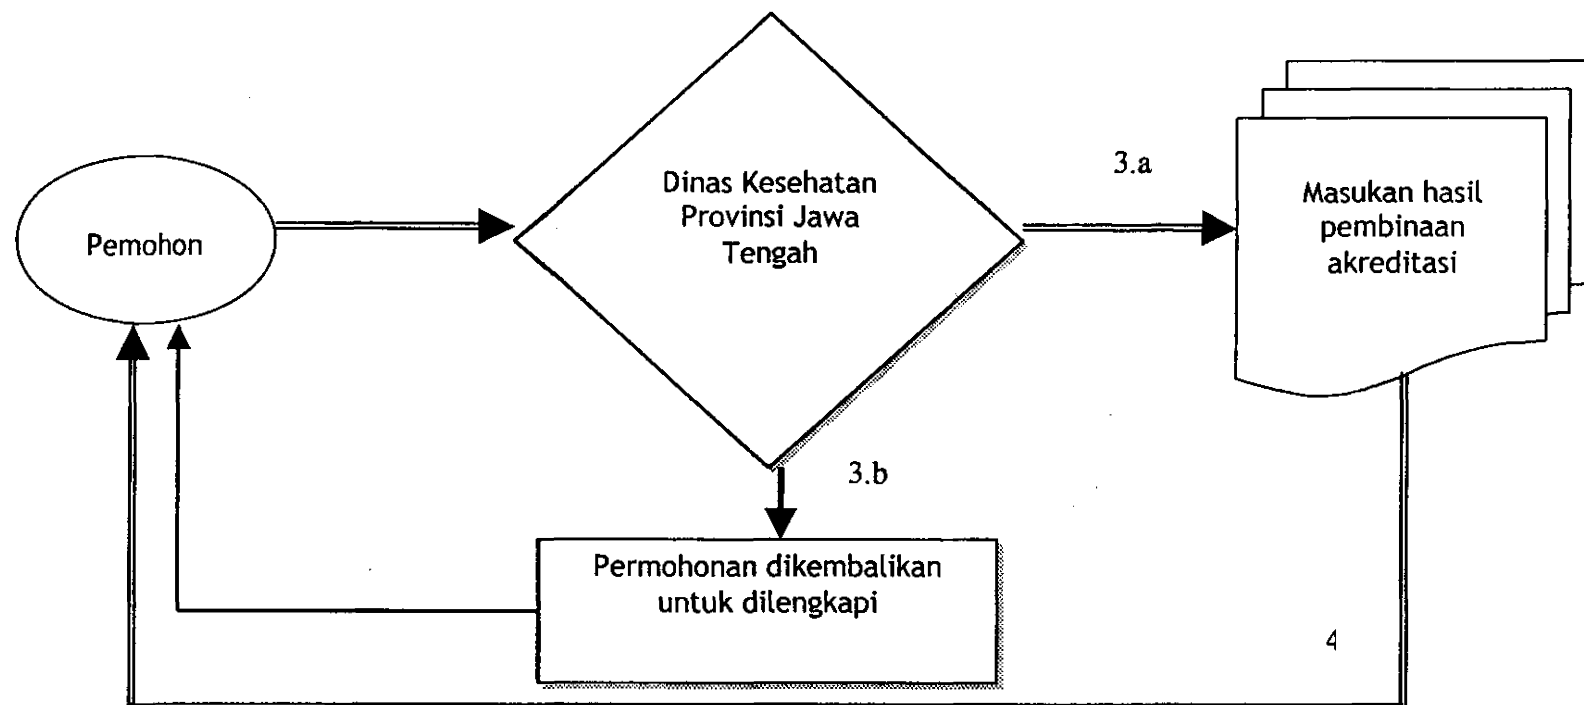 Pemohon
Dinas Kesehatan
Provinsi Jawa
Tengah
3.a
Masukan hasil
pembinaan
akreditasi
3.b
Permohonan dikembalikan
untuk dilengkapi
4